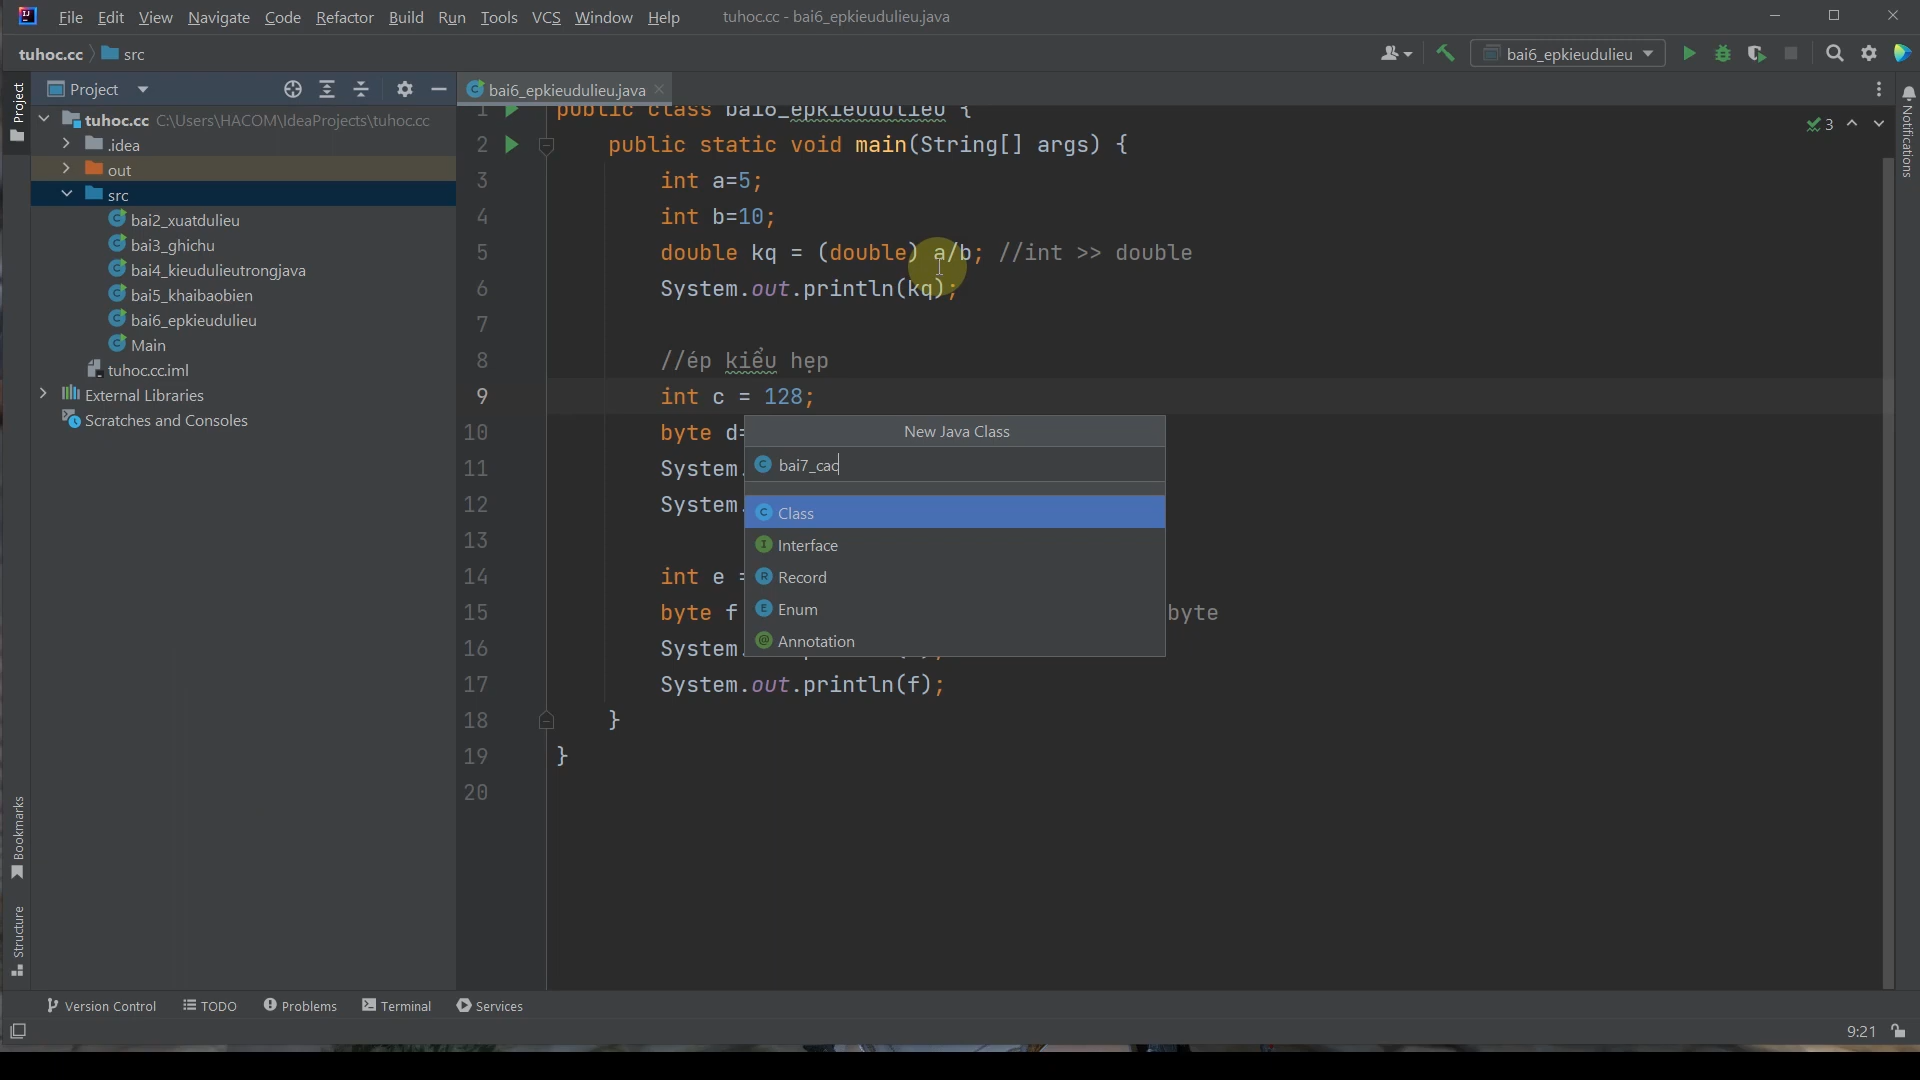 File Edit View Navigate Code Refactor Build Run Tools VCS Window Help tuhoc.cc - bai6_epkieudulieu.java
tuhoc.cc src bai6_epkieudulieu
Project bai6_epkieudulieu.java
Project
tuhoc.cc C:\Users\HACOM\IdeaProjects\tuhoc.cc
.idea
out
src
bai2_xuatdulieu
bai3_ghichu
bai4_kieudulieutrongjava
bai5_khaibaobien
bai6_epkieudulieu
Main
tuhoc.cc.iml
External Libraries
Scratches and Consoles
Bookmarks
Structure
1 public class bai6_epkieudulieu {
2 public static void main(String[] args) {
3 int a=5;
4 int b=10;
5 double kq = (double) a/b; //int >> double
6 System.out.println(kq);
7
8 //ép kiểu hẹp
9 int c = 128;
10 byte d=
11 System.
12 System.
13
14 int e =
15 byte f byte
16 System.
17 System.out.println(f);
18 }
19 }
20
New Java Class
bai7_cac
Class
Interface
Record
Enum
Annotation
3
Notifications
Version Control TODO Problems Terminal Services
9:21